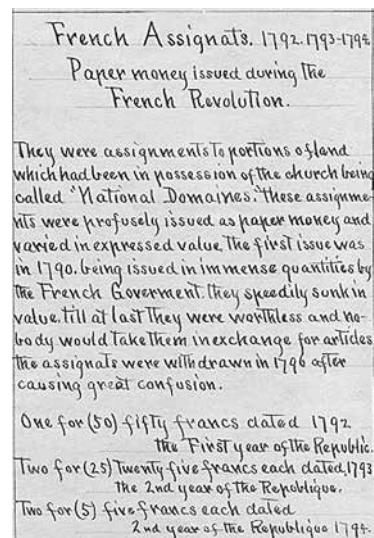 French Assignats. 1792.1793-1794
Paper money issued during the
French Revolution.
They were assignments to portions of land
which had been in possession of the church being
called "National Domaines." these assignme-
nts were profusely issued as paper money and
varied in expressed value. the first issue was
in 1790. being issued in immense quantities by
the French Goverment. they speedily sunk in
value. till at last they were worthless and no-
body would take them in exchange for articles
the assignats were withdrawn in 1796 after
causing great confusion.
One for (50) fifty francs dated 1792
the First year of the Republic.
Two for (25) Twenty five francs each dated. 1793
the 2nd year of the Republique.
Two for (5) five francs each dated
2nd year of the Republique 1794.